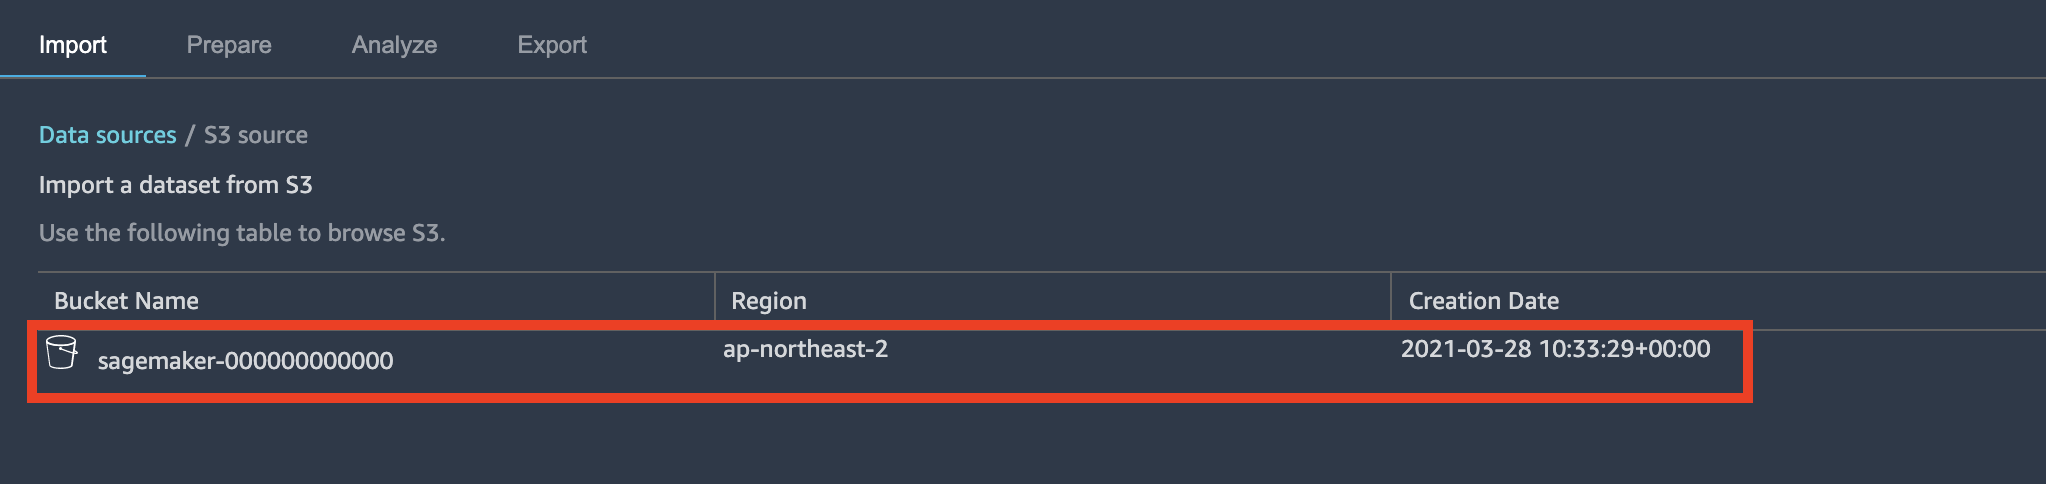 Import Prepare Analyze Export
Data sources / S3 source
Import a dataset from S3
Use the following table to browse S3.
Bucket Name Region Creation Date
sagemaker-000000000000 ap-northeast-2 2021-03-28 10:33:29+00:00